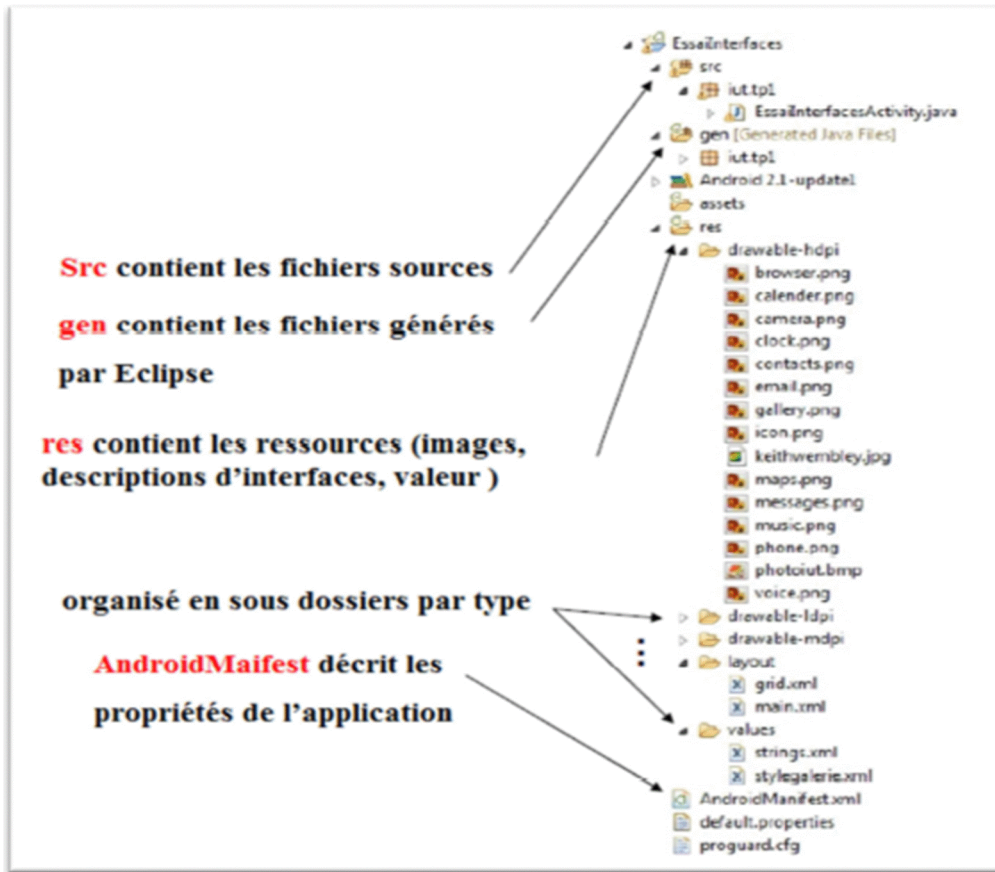 EssaiInterfaces
src
iut.tp1
EssaiInterfacesActivity.java
gen [Generated Java Files]
iut.tp1
Android 2.1-update1
assets
res
drawable-hdpi
browser.png
calender.png
camera.png
clock.png
contacts.png
email.png
gallery.png
icon.png
keithwembley.jpg
maps.png
messages.png
music.png
phone.png
photoiut.bmp
voice.png
drawable-ldpi
drawable-mdpi
layout
grid.xml
main.xml
values
strings.xml
stylegalerie.xml
AndroidManifest.xml
default.properties
proguard.cfg
Src contient les fichiers sources
gen contient les fichiers générés
par Eclipse
res contient les ressources (images,
descriptions d'interfaces, valeur )
organisé en sous dossiers par type
AndroidMaifest décrit les
propriétés de l'application